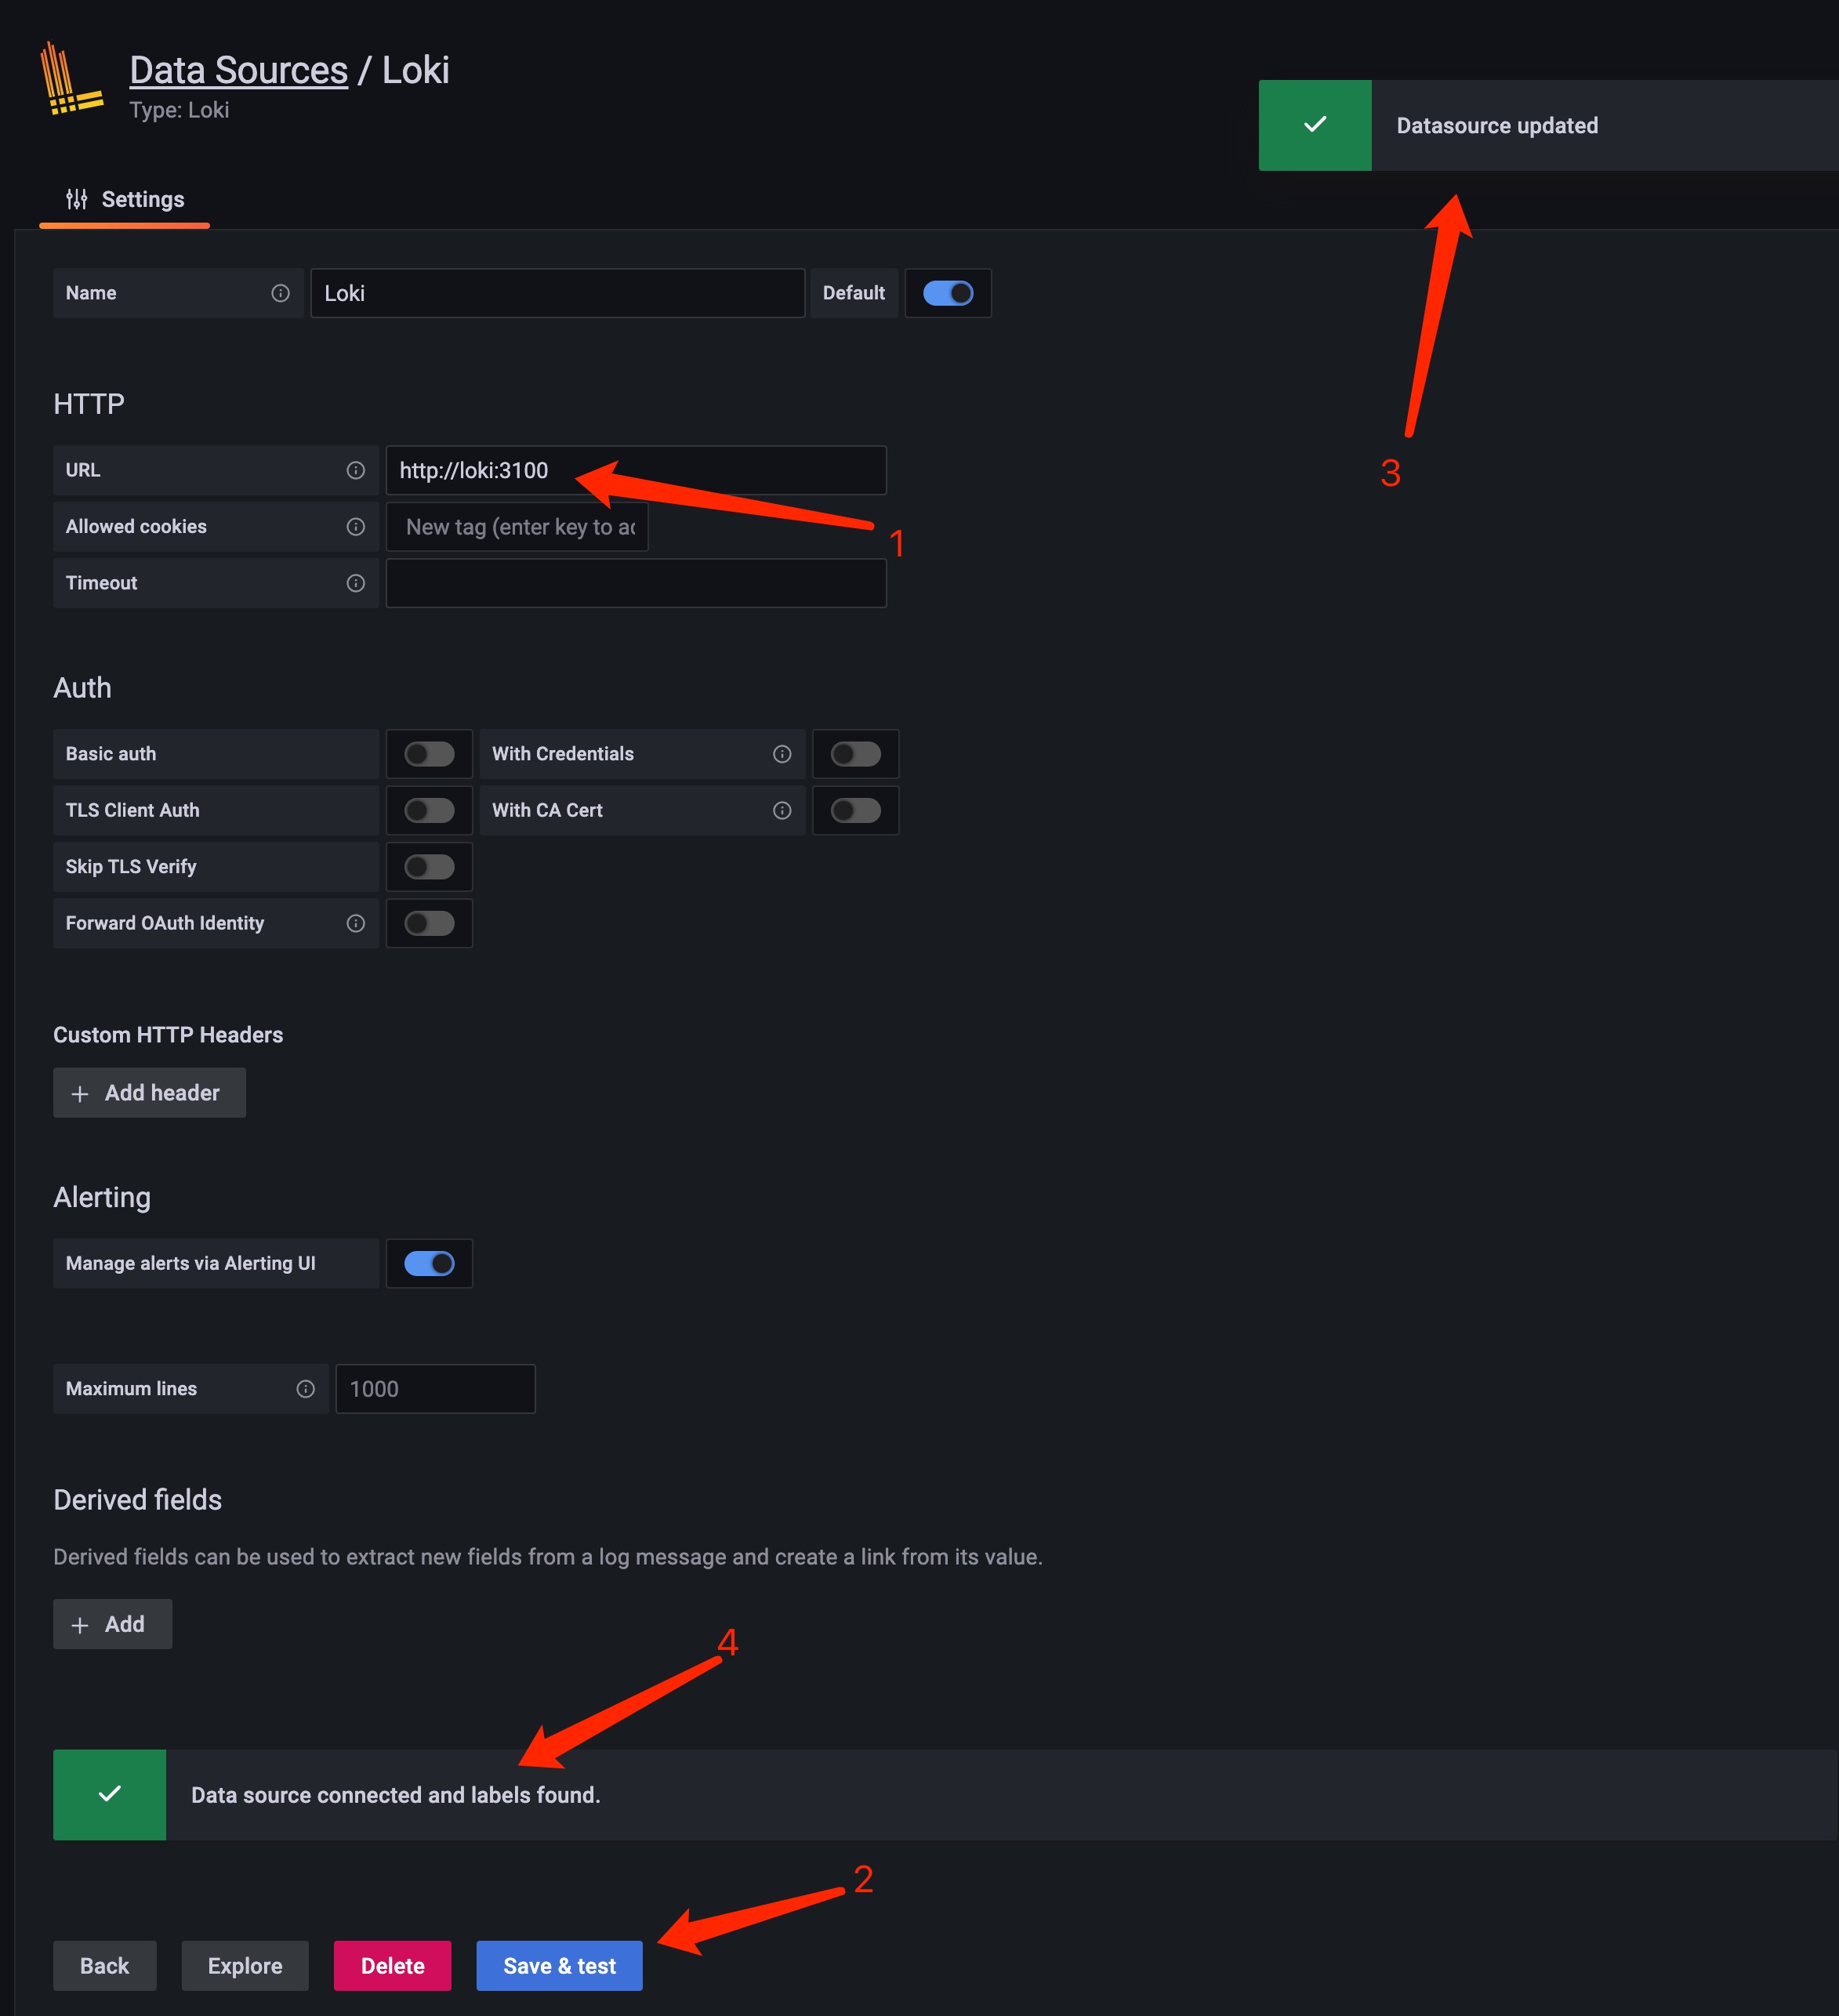 Data Sources / Loki
Type: Loki
Datasource updated
Settings
Name Loki Default
3
HTTP
URL http://loki:3100
Allowed cookies New tag (enter key to ad
1
Timeout
Auth
Basic auth With Credentials
TLS Client Auth With CA Cert
Skip TLS Verify
Forward OAuth Identity
Custom HTTP Headers
+ Add header
Alerting
Manage alerts via Alerting UI
Maximum lines 1000
Derived fields
Derived fields can be used to extract new fields from a log message and create a link from its value.
+ Add
4
Data source connected and labels found.
2
Back Explore Delete Save & test